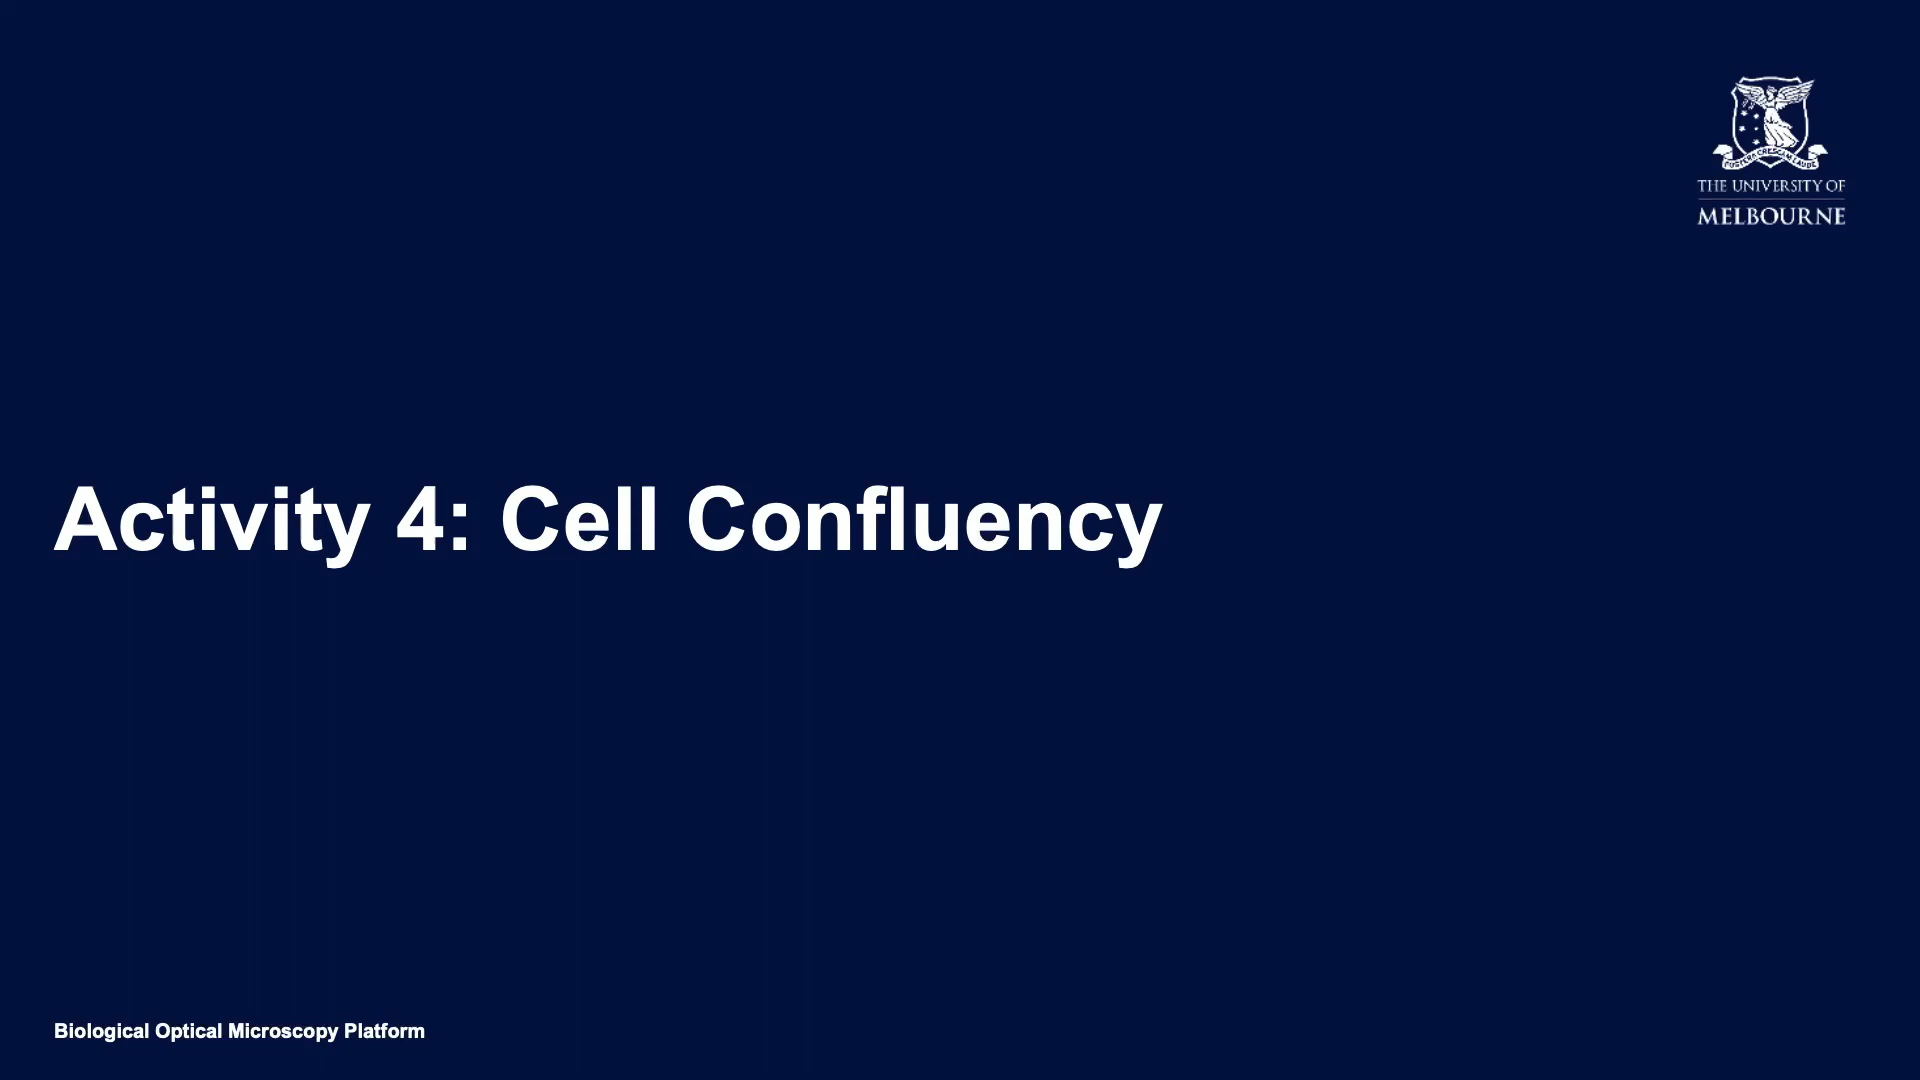 THE UNIVERSITY OF
MELBOURNE
Activity 4: Cell Confluency
Biological Optical Microscopy Platform